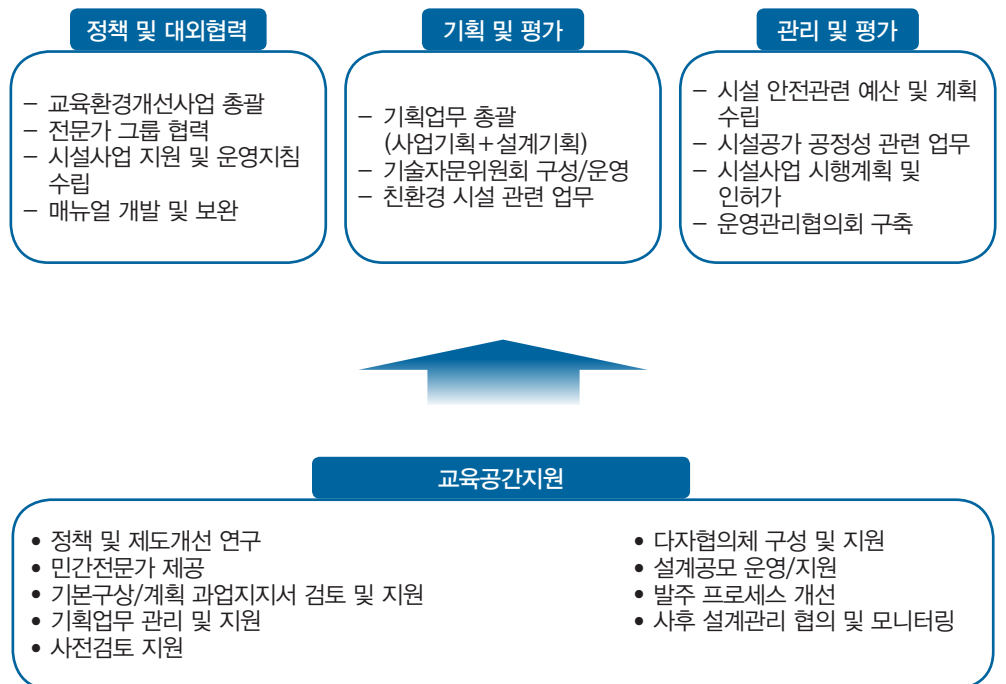 정책 및 대외협력
– 교육환경개선사업 총괄
– 전문가 그룹 협력
– 시설사업 지원 및 운영지침
수립
– 매뉴얼 개발 및 보완
기획 및 평가
– 기획업무 총괄
(사업기획+설계기획)
– 기술자문위원회 구성/운영
– 친환경 시설 관련 업무
관리 및 평가
– 시설 안전관련 예산 및 계획
수립
– 시설공가 공정성 관련 업무
– 시설사업 시행계획 및
인허가
– 운영관리협의회 구축
교육공간지원
• 정책 및 제도개선 연구
• 민간전문가 제공
• 기본구상/계획 과업지지서 검토 및 지원
• 기획업무 관리 및 지원
• 사전검토 지원
• 다자협의체 구성 및 지원
• 설계공모 운영/지원
• 발주 프로세스 개선
• 사후 설계관리 협의 및 모니터링